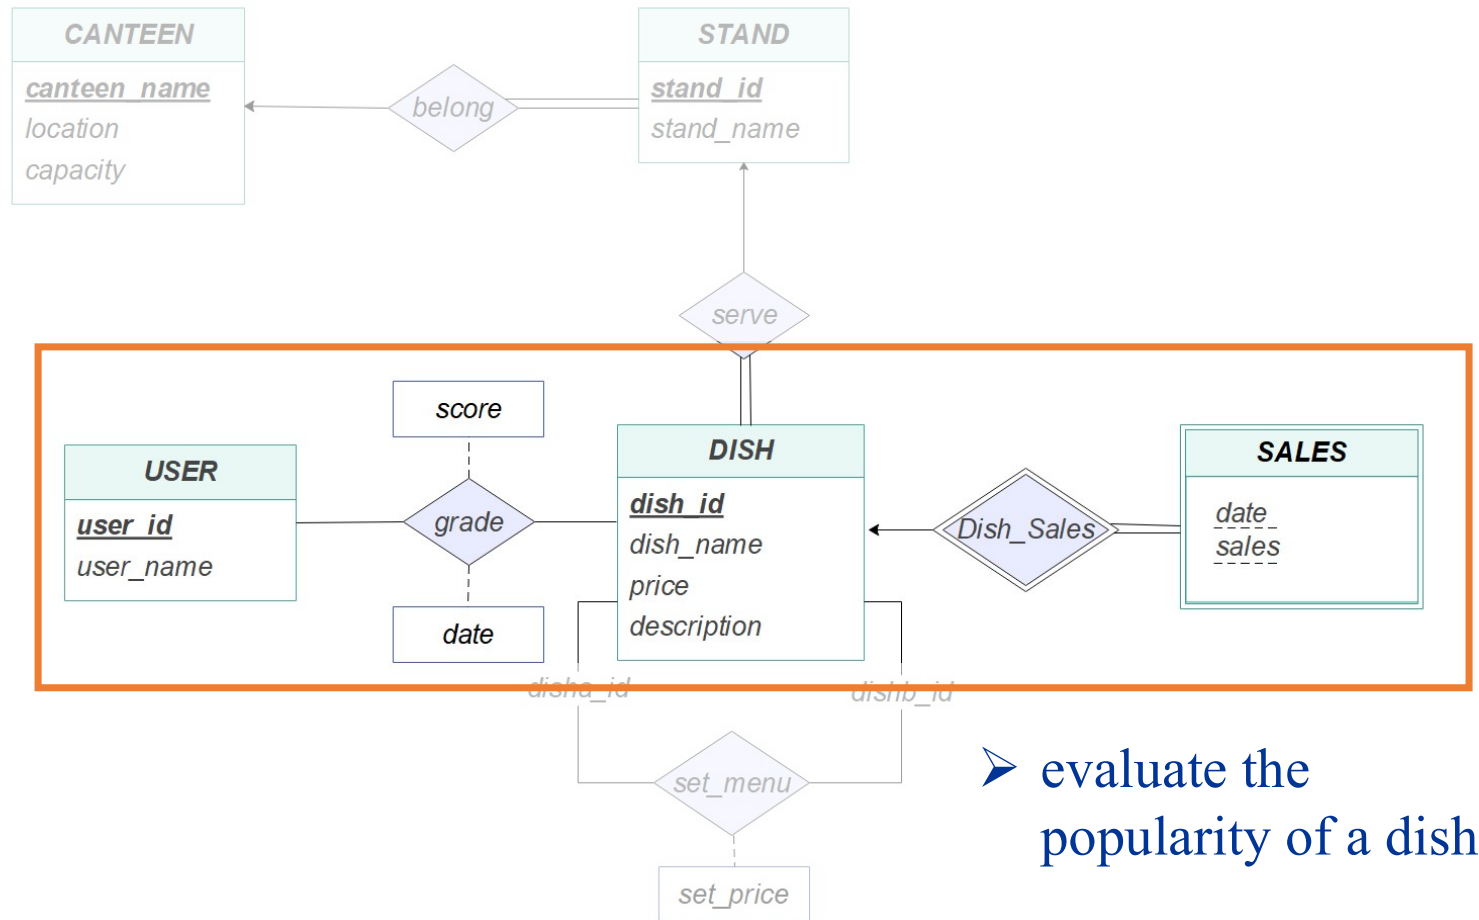 CANTEEN
canteen_name
location
capacity
belong
STAND
stand_id
stand_name
serve
score
USER
user_id
user_name
grade
date
DISH
dish_id
dish_name
price
description
Dish_Sales
SALES
date
sales
disha_id
dishb_id
set_menu
set_price
➢ evaluate the
popularity of a dish